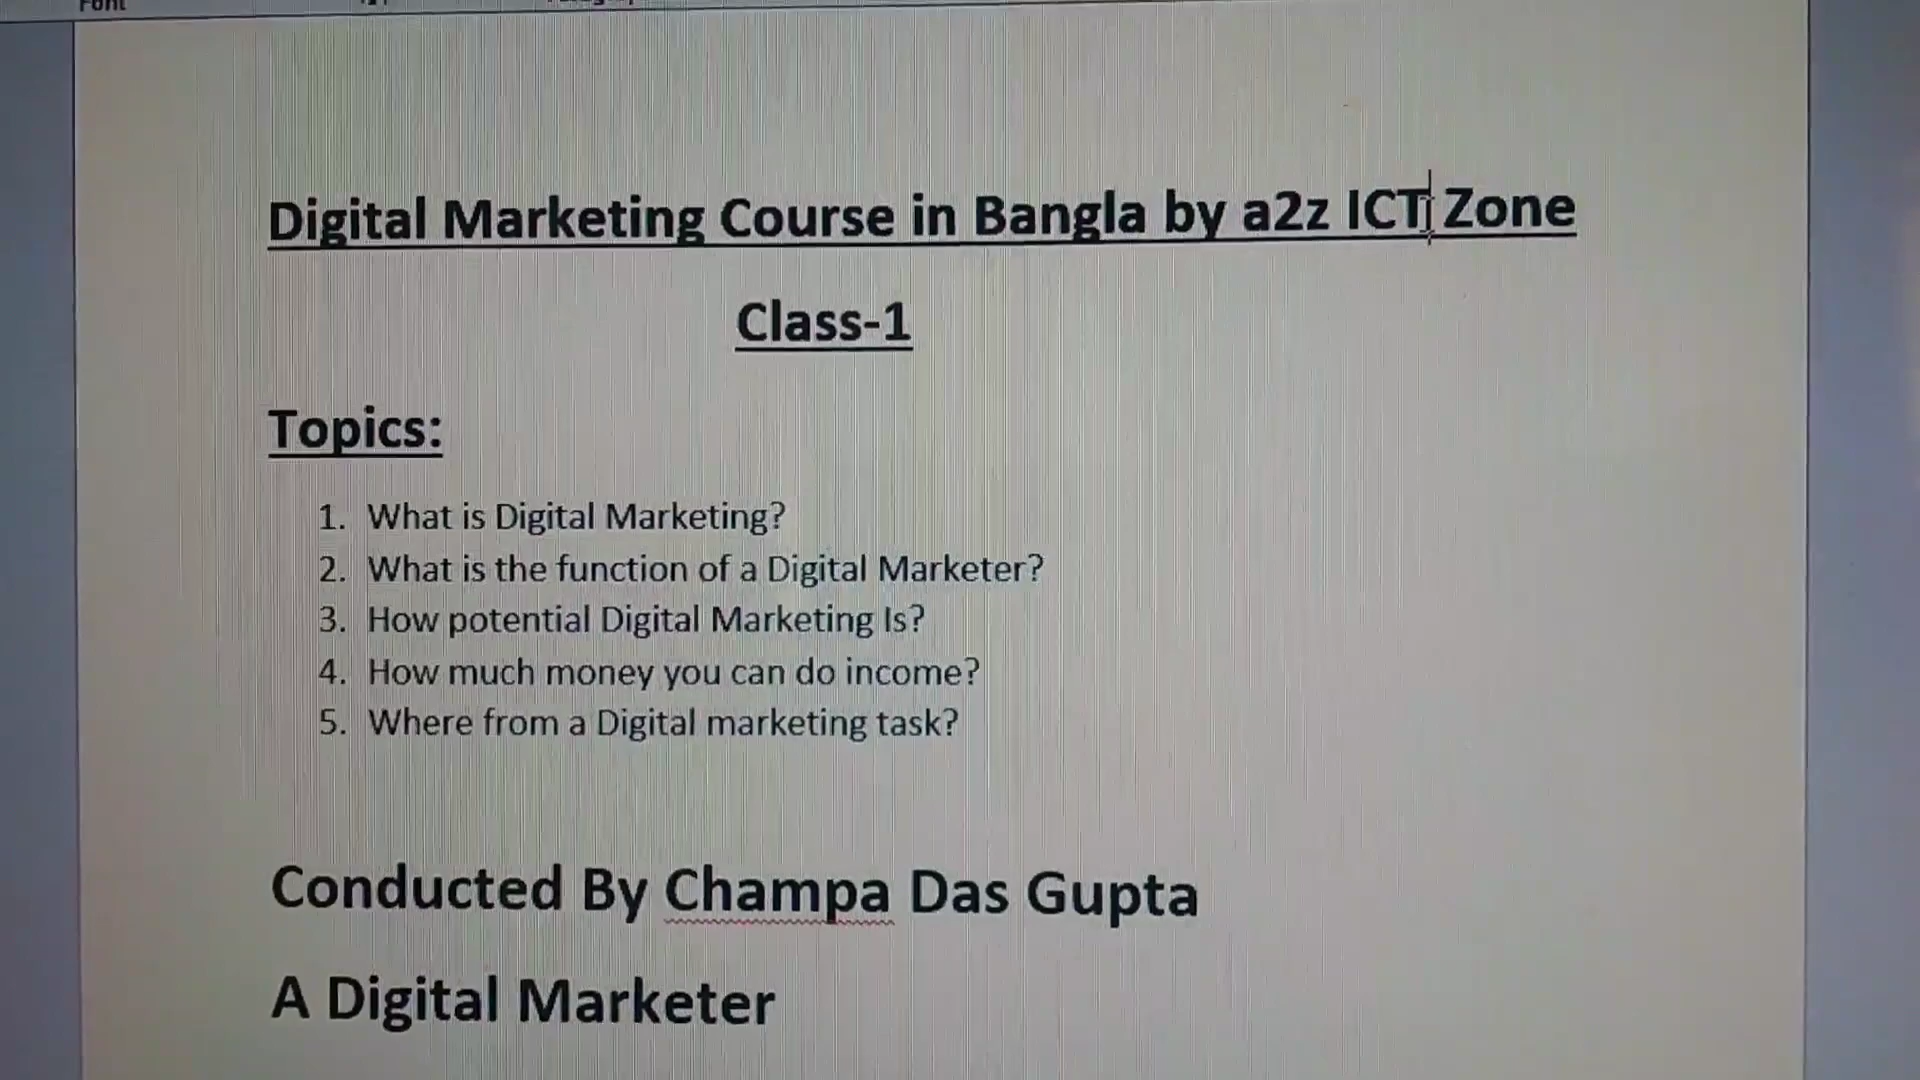 Font
Digital Marketing Course in Bangla by a2z ICT Zone
Class-1
Topics:
1. What is Digital Marketing?
2. What is the function of a Digital Marketer?
3. How potential Digital Marketing Is?
4. How much money you can do income?
5. Where from a Digital marketing task?
Conducted By Champa Das Gupta
A Digital Marketer